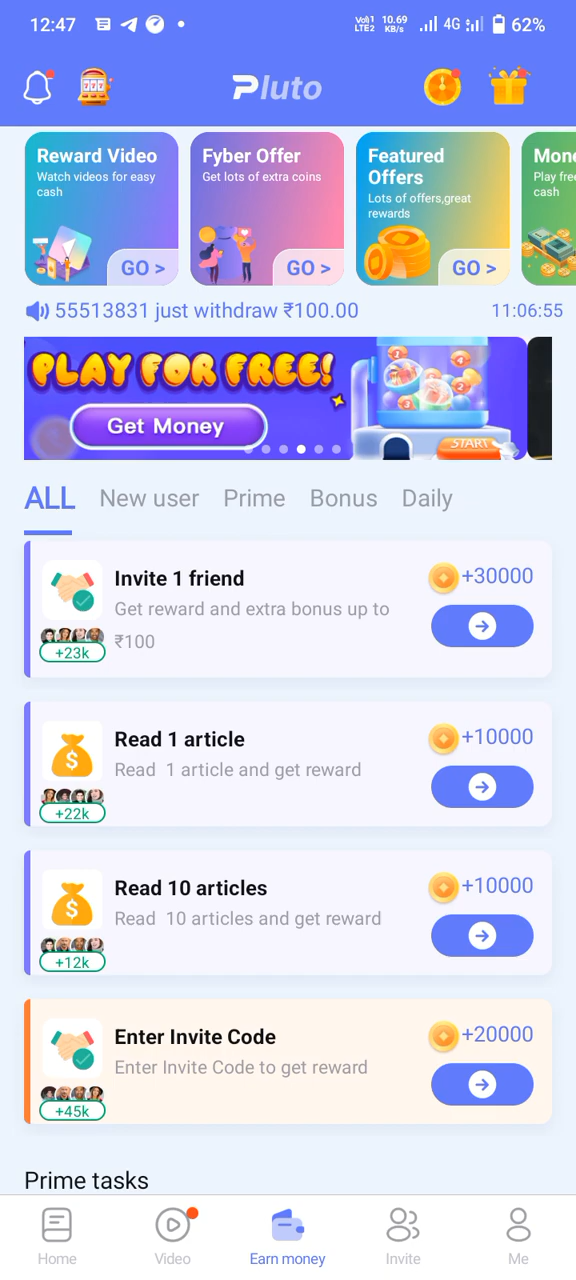 12:47
Vo)) 1
LTE2
10.69
KB/s
4G
62%
Pluto
Reward Video
Watch videos for easy
cash
GO >
Fyber Offer
Get lots of extra coins
GO >
Featured
Offers
Lots of offers,great
rewards
GO >
Mone
Play free
cash
55513831 just withdraw ₹100.00
11:06:55
PLAY FOR FREE!
Get Money
START
ALL
New user
Prime
Bonus
Daily
Invite 1 friend
+30000
Get reward and extra bonus up to
₹100
+23k
Read 1 article
+10000
Read  1 article and get reward
+22k
Read 10 articles
+10000
Read  10 articles and get reward
+12k
Enter Invite Code
+20000
Enter Invite Code to get reward
+45k
Prime tasks
Home
Video
Earn money
Invite
Me